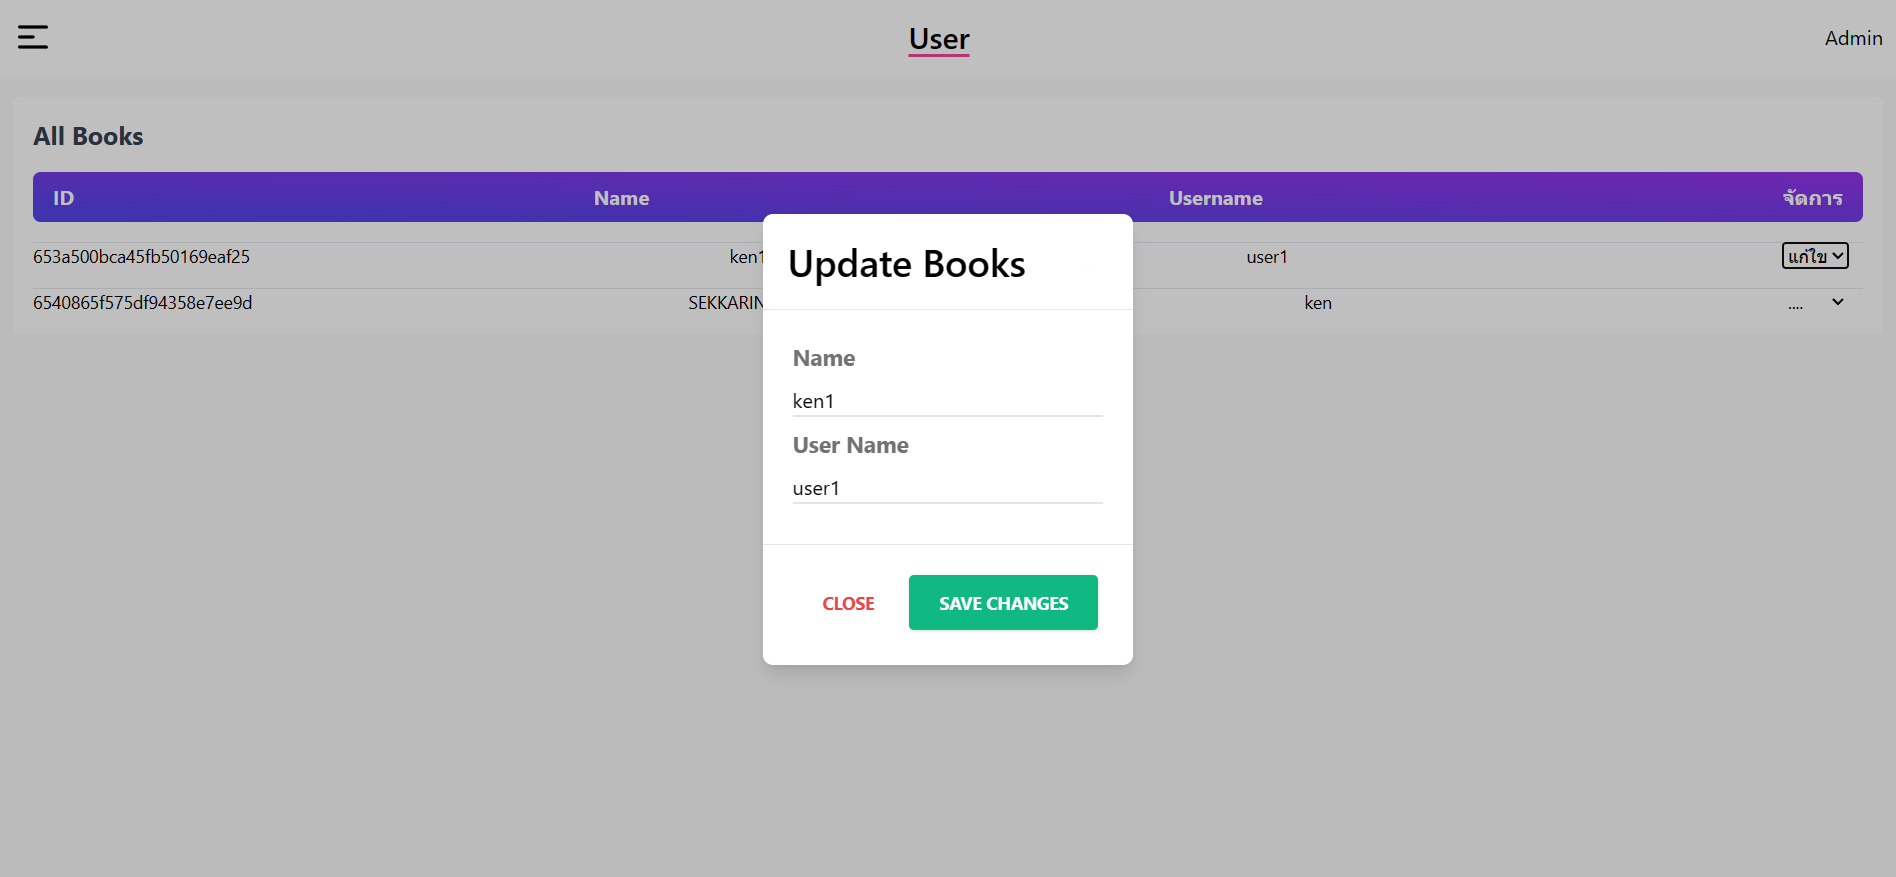 User
Admin
All Books
ID Name Username จัดการ
653a500bca45fb50169eaf25 ken1 user1 แก้ไข
6540865f575df94358e7ee9d SEKKARIN ken ....
Update Books
Name
ken1
User Name
user1
CLOSE SAVE CHANGES